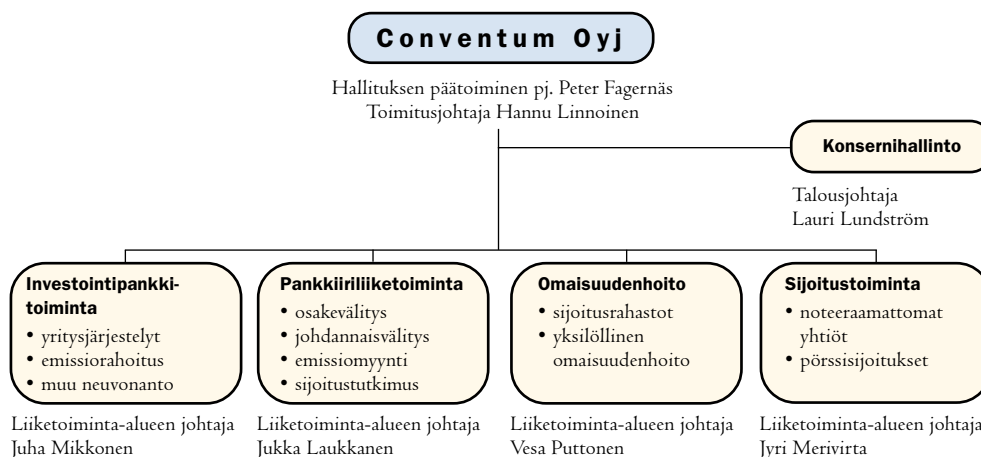 Conventum Oyj
Hallituksen päätoiminen pj. Peter Fagernäs
Toimitusjohtaja Hannu Linnoinen
Konsernihallinto
Talousjohtaja
Lauri Lundström
Investointipankki-
toiminta
• yritysjärjestelyt
• emissiorahoitus
• muu neuvonanto
Liiketoiminta-alueen johtaja
Juha Mikkonen
Pankkiiriliiketoiminta
• osakevälitys
• johdannaisvälitys
• emissiomyynti
• sijoitustutkimus
Liiketoiminta-alueen johtaja
Jukka Laukkanen
Omaisuudenhoito
• sijoitusrahastot
• yksilöllinen
omaisuudenhoito
Liiketoiminta-alueen johtaja
Vesa Puttonen
Sijoitustoiminta
• noteeraamattomat
yhtiöt
• pörssisijoitukset
Liiketoiminta-alueen johtaja
Jyri Merivirta